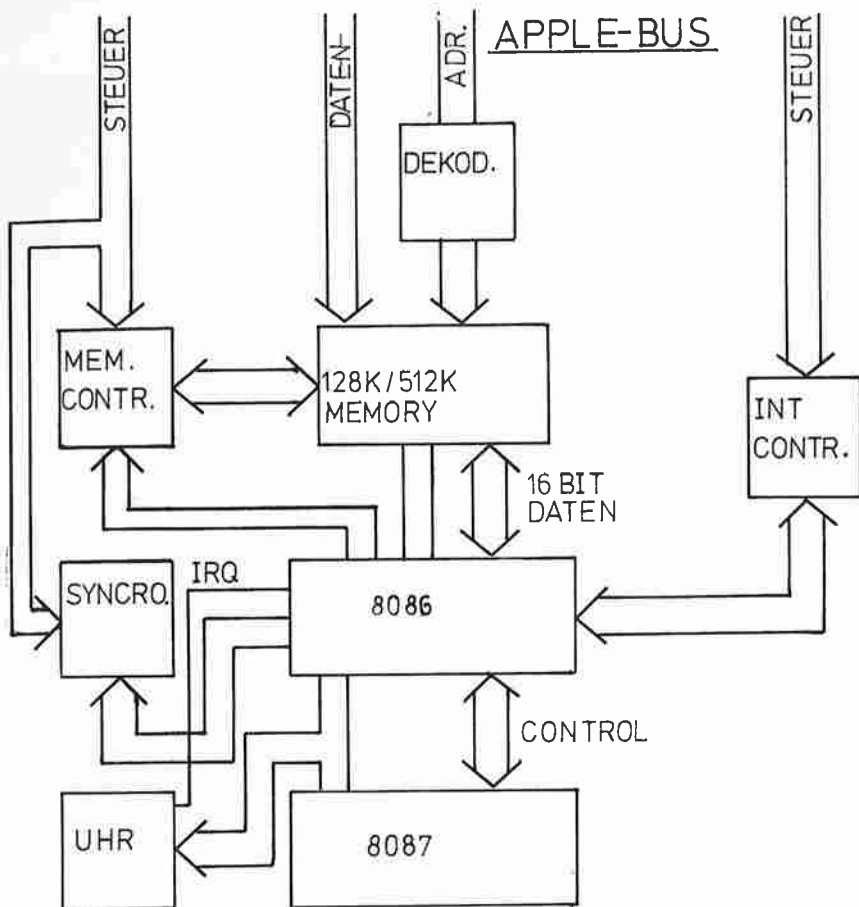 APPLE-BUS
STEUER
DATEN-
ADR.
STEUER
DEKOD.
MEM.
CONTR.
128K/512K
MEMORY
INT
CONTR.
16 BIT
DATEN
SYNCRO.
IRQ
8086
CONTROL
UHR
8087